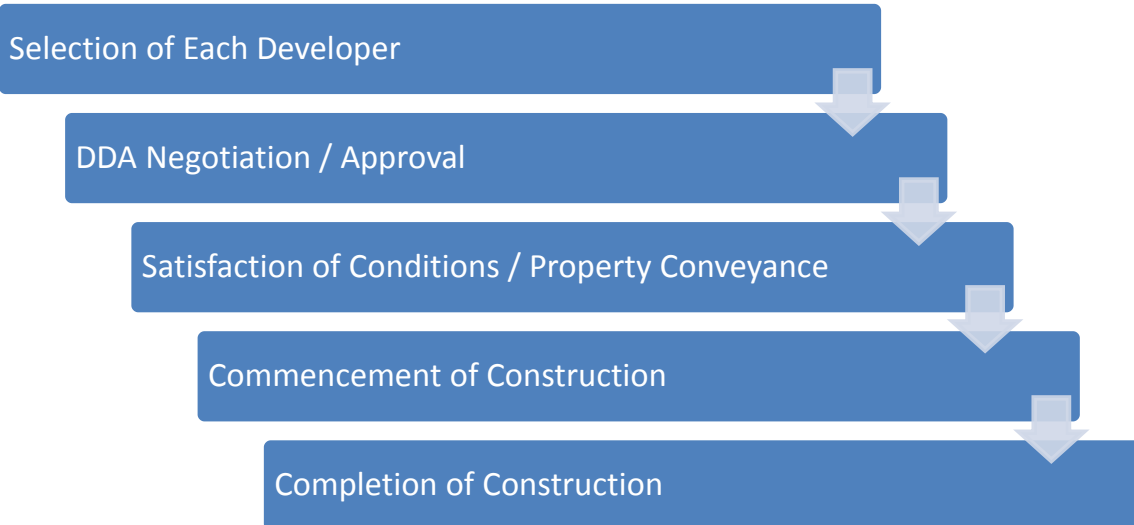 Selection of Each Developer
DDA Negotiation / Approval
Satisfaction of Conditions / Property Conveyance
Commencement of Construction
Completion of Construction